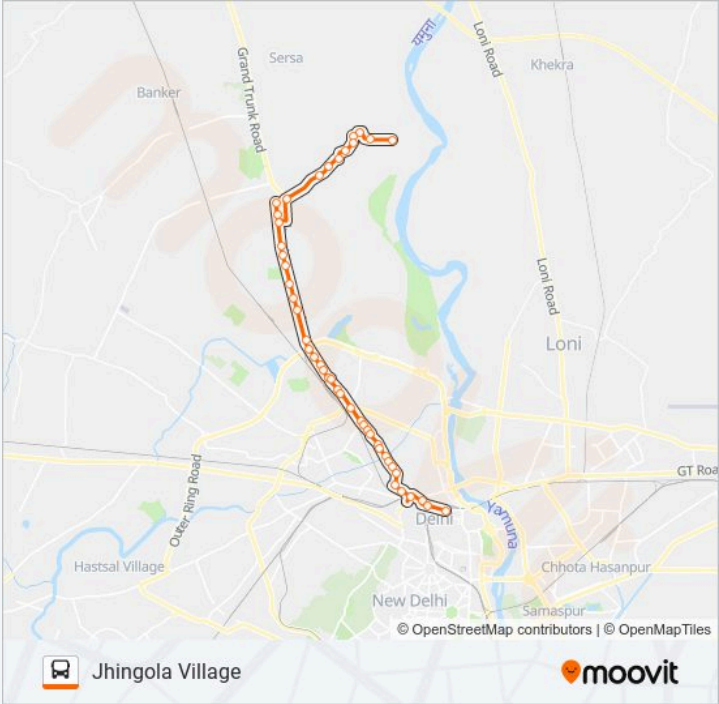 यमुना
Loni Road
Sersa
Khekra
Grand Trunk Road
Banker
Loni Road
Loni
GT Roa
Outer Ring Road
Delhi
Yamuna
Hastsal Village
Chhota Hasanpur
New Delhi
Samaspur
© OpenStreetMap contributors | © OpenMapTiles
Jhingola Village
moovit